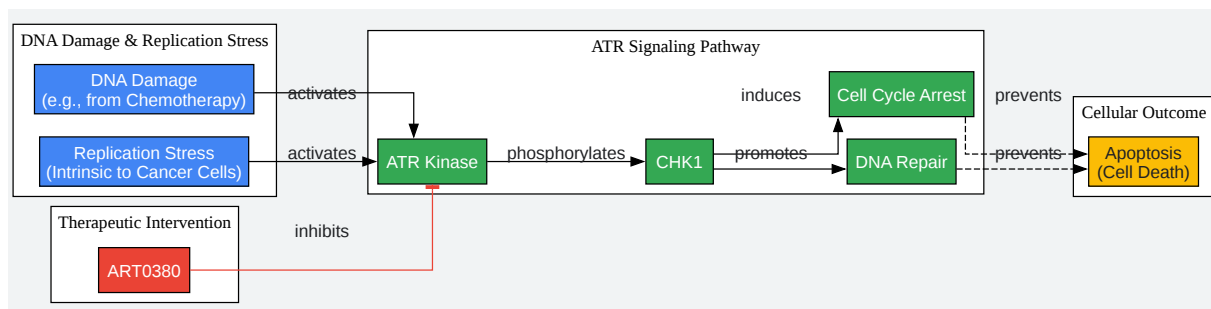 DNA Damage & Replication Stress
DNA Damage
(e.g., from Chemotherapy)
activates
Replication Stress
(Intrinsic to Cancer Cells)
activates
ATR Signaling Pathway
ATR Kinase
phosphorylates
CHK1
induces
promotes
Cell Cycle Arrest
DNA Repair
prevents
prevents
Cellular Outcome
Apoptosis
(Cell Death)
Therapeutic Intervention
ART0380
inhibits